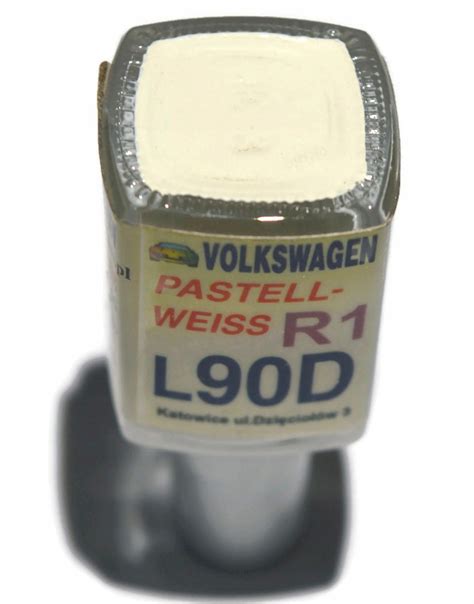 VOLKSWAGEN
PASTELL-
WEISS R1
L90D
Katowice ul.Dzięciołów 3